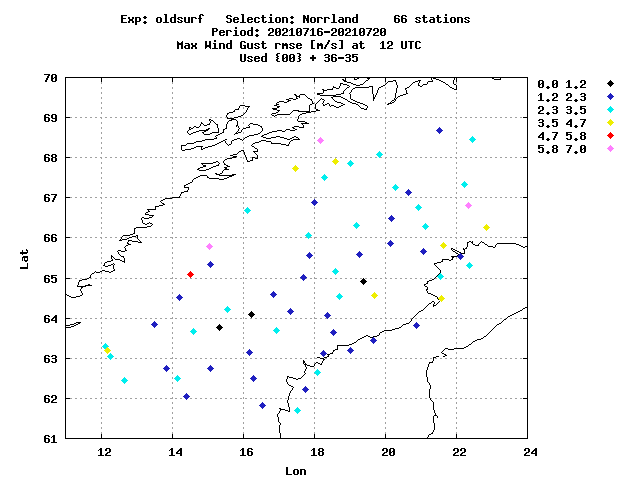 Exp: oldsurf   Selection: Norrland     66 stations
Period: 20210716-20210720
Max Wind Gust rmse [m/s] at  12 UTC
Used {00} + 36-35
0.0 1.2
1.2 2.3
2.3 3.5
3.5 4.7
4.7 5.8
5.8 7.0
70
69
68
67
66
65
64
63
62
61
Lat
12 14 16 18 20 22 24
Lon